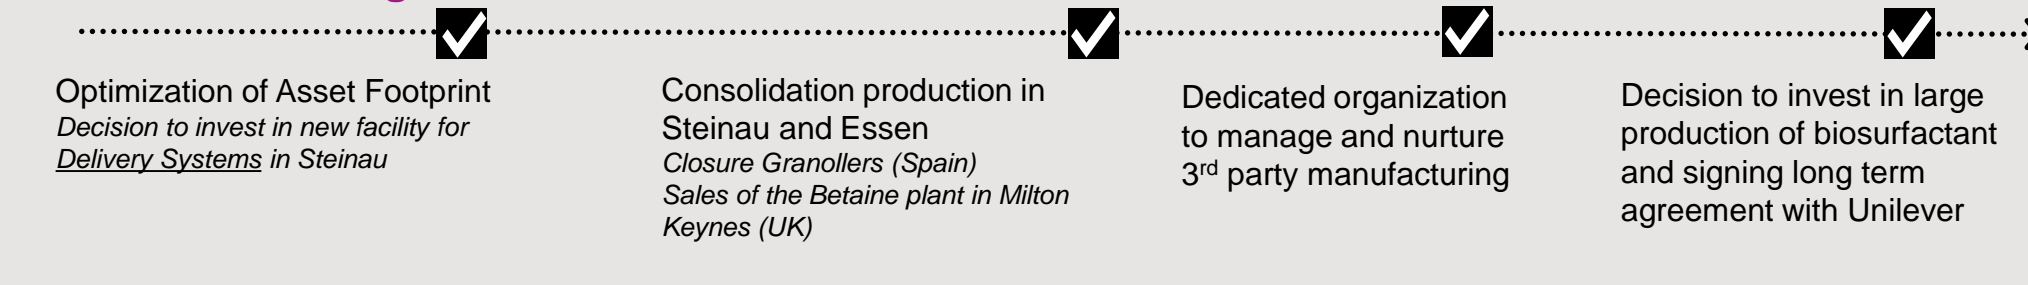 Optimization of Asset Footprint
Decision to invest in new facility for
Delivery Systems in Steinau
Consolidation production in
Steinau and Essen
Closure Granollers (Spain)
Sales of the Betaine plant in Milton
Keynes (UK)
Dedicated organization
to manage and nurture
3rd party manufacturing
Decision to invest in large
production of biosurfactant
and signing long term
agreement with Unilever